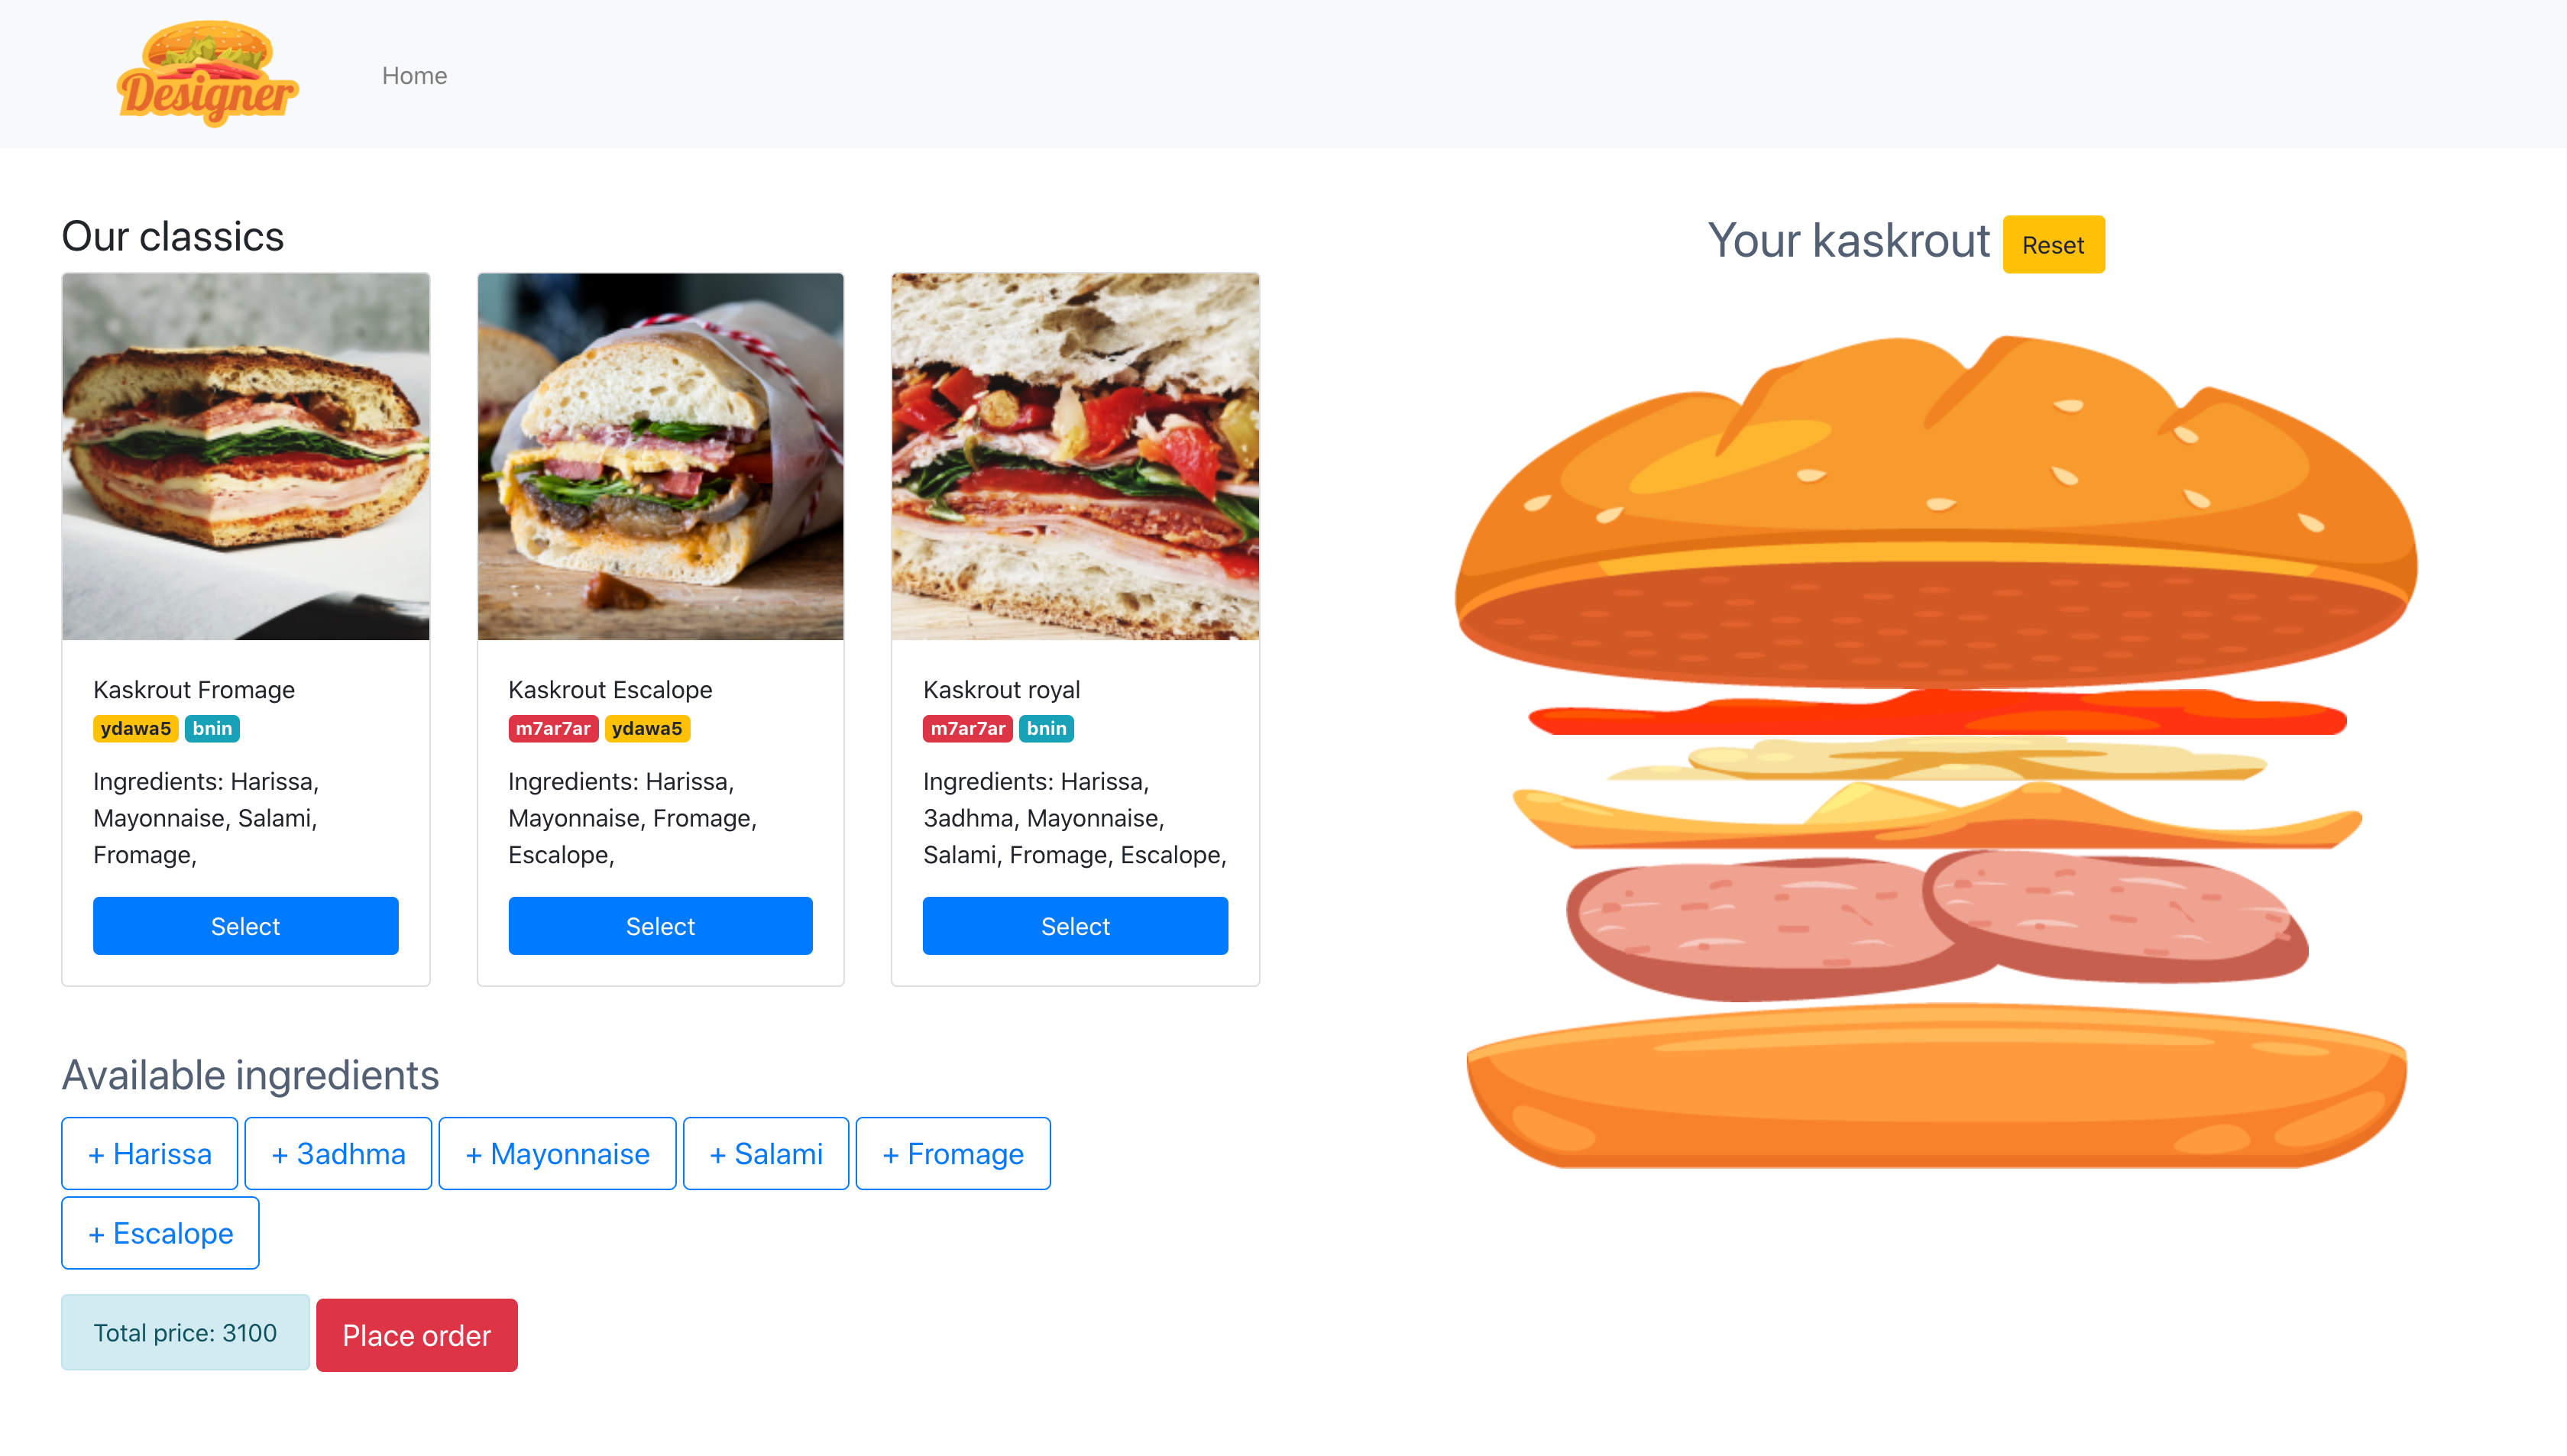 Designer
Home
Our classics
Kaskrout Fromage
ydawa5 bnin
Ingredients: Harissa,
Mayonnaise, Salami,
Fromage,
Select
Kaskrout Escalope
m7ar7ar ydawa5
Ingredients: Harissa,
Mayonnaise, Fromage,
Escalope,
Select
Kaskrout royal
m7ar7ar bnin
Ingredients: Harissa,
3adhma, Mayonnaise,
Salami, Fromage, Escalope,
Select
Available ingredients
+ Harissa + 3adhma + Mayonnaise + Salami + Fromage
+ Escalope
Total price: 3100 Place order
Your kaskrout Reset